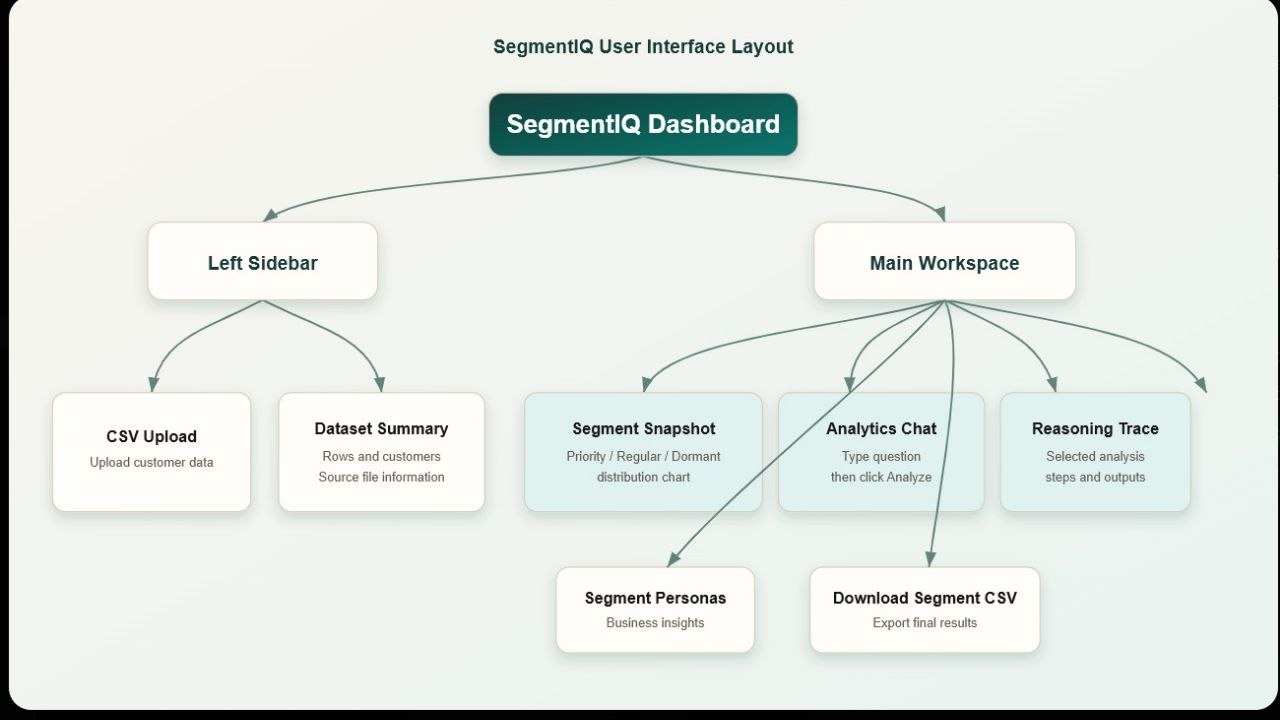 SegmentIQ User Interface Layout
SegmentIQ Dashboard
Left Sidebar
Main Workspace
CSV Upload
Upload customer data
Dataset Summary
Rows and customers
Source file information
Segment Snapshot
Priority / Regular / Dormant
distribution chart
Analytics Chat
Type question
then click Analyze
Reasoning Trace
Selected analysis
steps and outputs
Segment Personas
Business insights
Download Segment CSV
Export final results